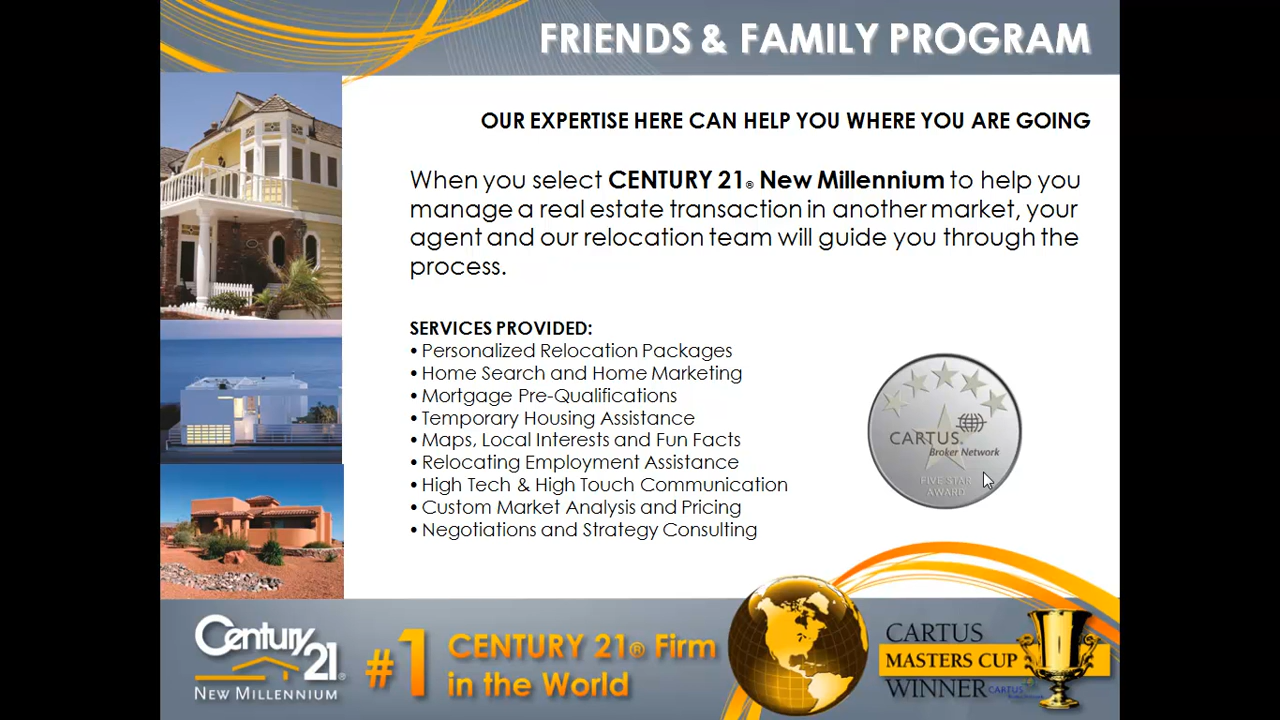 FRIENDS & FAMILY PROGRAM
OUR EXPERTISE HERE CAN HELP YOU WHERE YOU ARE GOING
When you select CENTURY 21® New Millennium to help you
manage a real estate transaction in another market, your
agent and our relocation team will guide you through the
process.
SERVICES PROVIDED:
• Personalized Relocation Packages
• Home Search and Home Marketing
• Mortgage Pre-Qualifications
• Temporary Housing Assistance
• Maps, Local Interests and Fun Facts
• Relocating Employment Assistance
• High Tech & High Touch Communication
• Custom Market Analysis and Pricing
• Negotiations and Strategy Consulting
CARTUS.
Broker Network
FIVE STAR
AWARD
Century 21®
NEW MILLENNIUM
#1
CENTURY 21® Firm
in the World
CARTUS
MASTERS CUP
WINNER
CARTUS